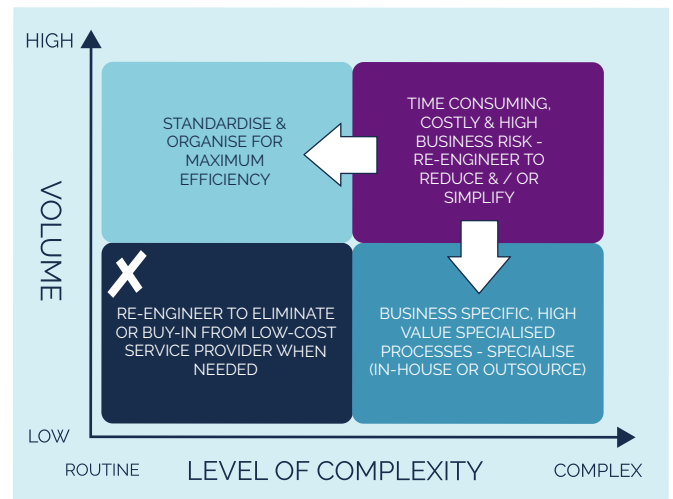 HIGH
STANDARDISE &
ORGANISE FOR
MAXIMUM
EFFICIENCY
TIME CONSUMING,
COSTLY & HIGH
BUSINESS RISK -
RE-ENGINEER TO
REDUCE & / OR
SIMPLIFY
VOLUME
RE-ENGINEER TO ELIMINATE
OR BUY-IN FROM LOW-COST
SERVICE PROVIDER WHEN
NEEDED
BUSINESS SPECIFIC, HIGH
VALUE SPECIALISED
PROCESSES - SPECIALISE
(IN-HOUSE OR OUTSOURCE)
LOW
ROUTINE
LEVEL OF COMPLEXITY
COMPLEX